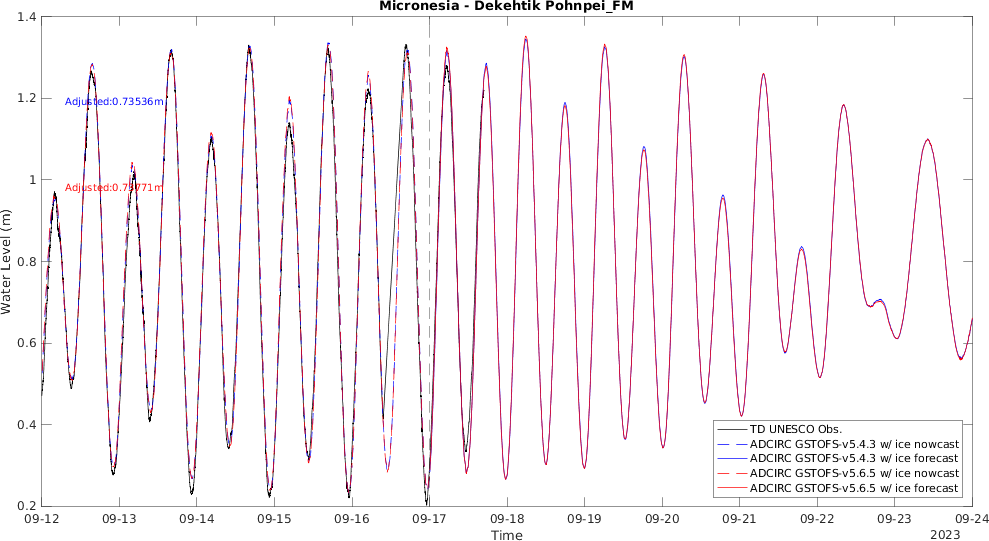 Micronesia - Dekehtik Pohnpei_FM
Water Level (m)
1.4
1.2
1
0.8
0.6
0.4
0.2
Adjusted:0.73536m
Adjusted:0.73771m
TD UNESCO Obs.
ADCIRC GSTOFS-v5.4.3 w/ ice nowcast
ADCIRC GSTOFS-v5.4.3 w/ ice forecast
ADCIRC GSTOFS-v5.6.5 w/ ice nowcast
ADCIRC GSTOFS-v5.6.5 w/ ice forecast
09-12 09-13 09-14 09-15 09-16 09-17 09-18 09-19 09-20 09-21 09-22 09-23 09-24
Time
2023